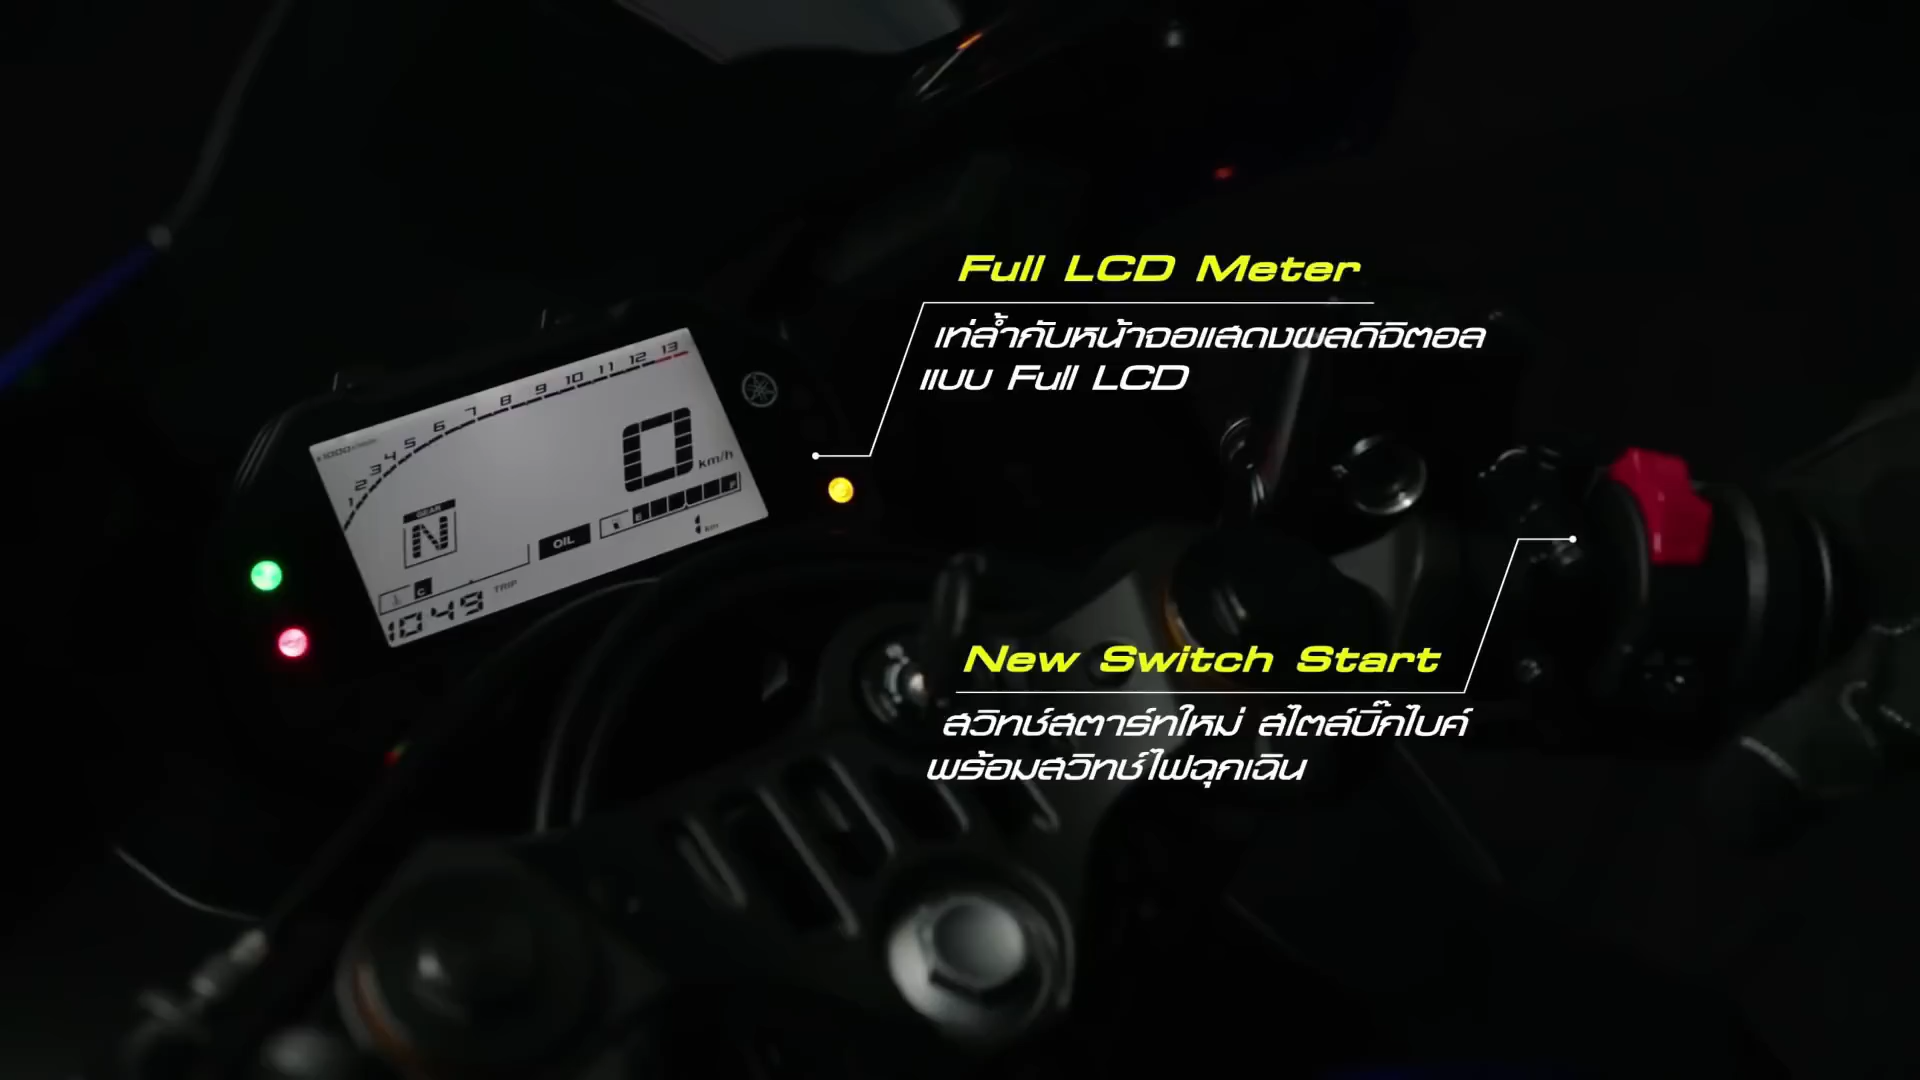 Full LCD Meter
เท่ล้ำกับหน้าจอแสดงผลดิจิตอล
แบบ Full LCD
1 2 3 4 5 6 7 8 9 10 11 12 13
0 km/h
GEAR
N
OIL
E F
1 km
C
1049 TRIP
New Switch Start
สวิทช์สตาร์ทใหม่ สไตล์บิ๊กไบค์
พร้อมสวิทช์ไฟฉุกเฉิน